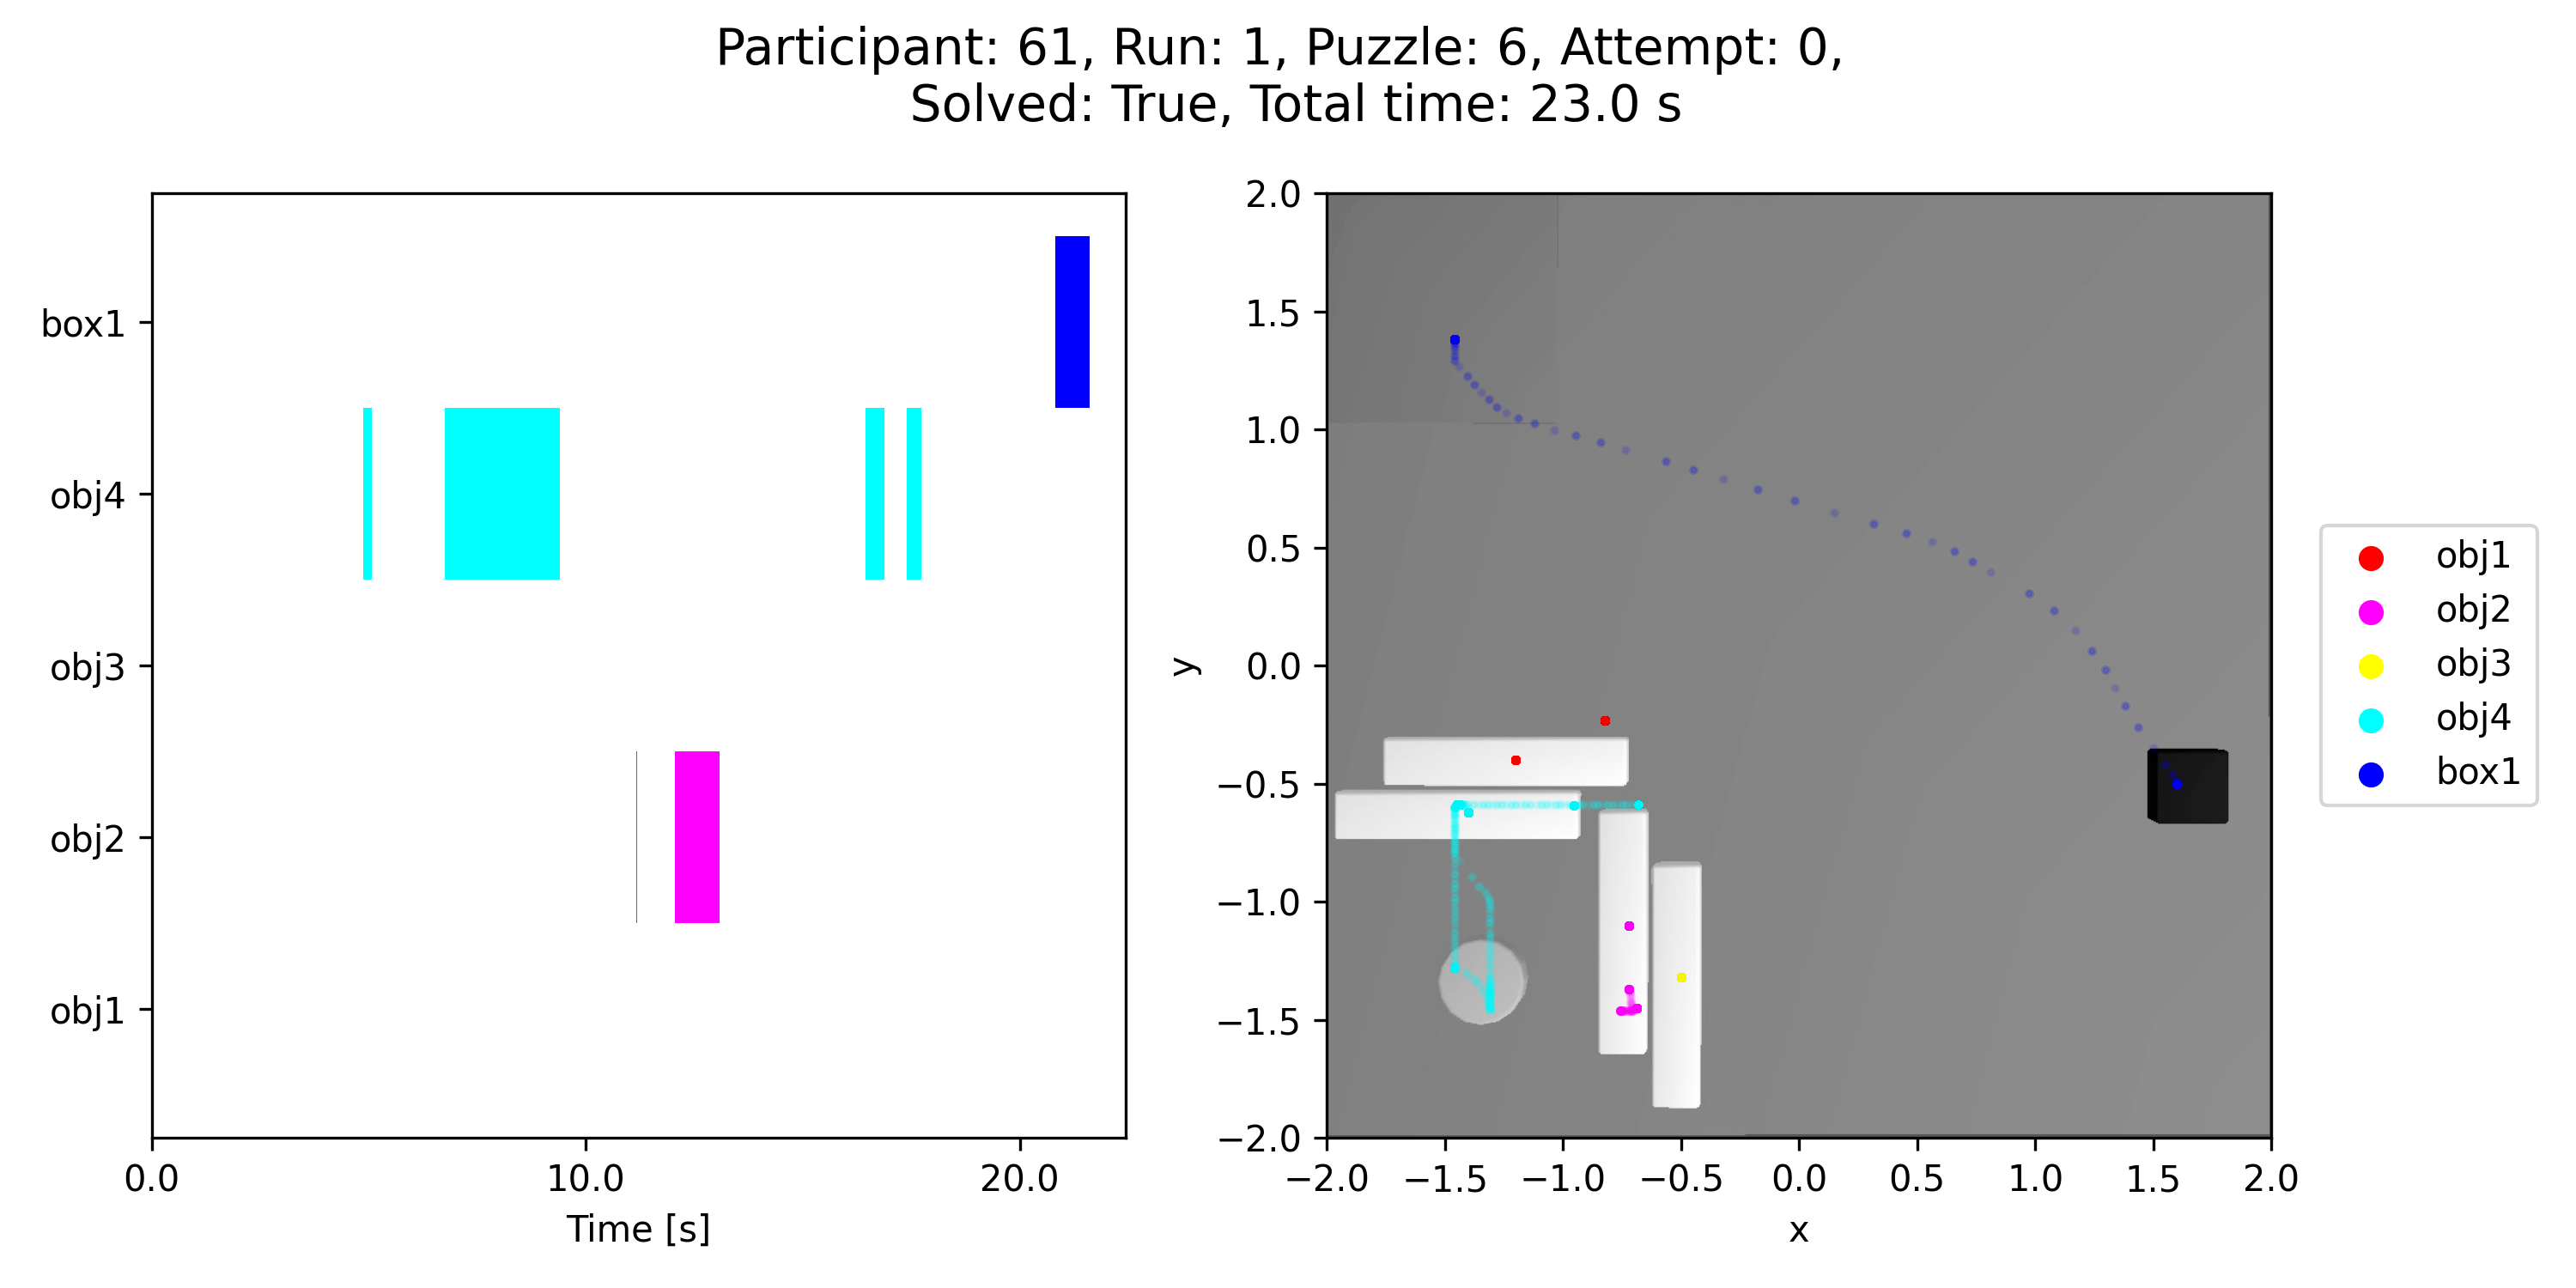 Participant: 61, Run: 1, Puzzle: 6, Attempt: 0,
Solved: True, Total time: 23.0 s
box1
obj4
obj3
obj2
obj1
0.0 10.0 20.0
Time [s]
2.0
1.5
1.0
0.5
0.0
−0.5
−1.0
−1.5
−2.0
y
−2.0 −1.5 −1.0 −0.5 0.0 0.5 1.0 1.5 2.0
x
obj1
obj2
obj3
obj4
box1